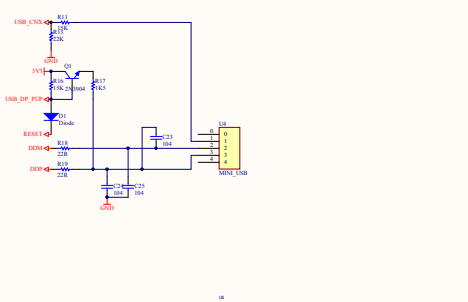 R11
USB_CNX
15K
R13
22K
GND
Q1
3V3
R16
15K
2N3904
R17
1K5
USB_DP_PUP
D1
Diode
RESET
C23
104
R18
DDM
22R
R19
DDP
22R
C24
104
C25
104
GND
U4
0
1
2
3
4
0
1
2
3
4
MINI_USB